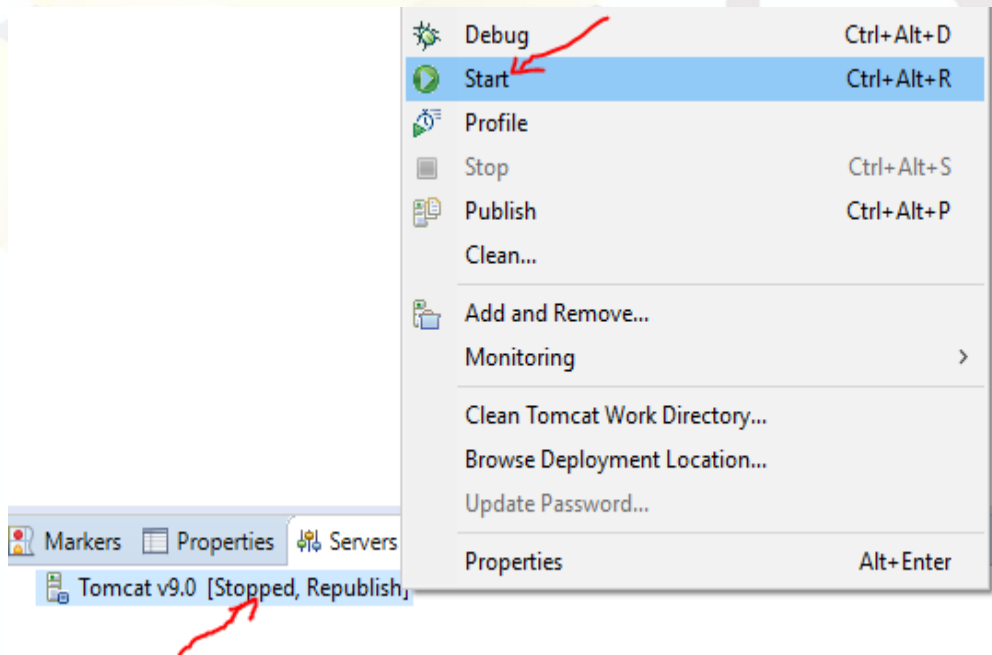 Debug Ctrl+Alt+D
Start Ctrl+Alt+R
Profile
Stop Ctrl+Alt+S
Publish Ctrl+Alt+P
Clean...
Add and Remove...
Monitoring
Clean Tomcat Work Directory...
Browse Deployment Location...
Update Password...
Properties Alt+Enter
Markers Properties Servers
Tomcat v9.0 [Stopped, Republish]